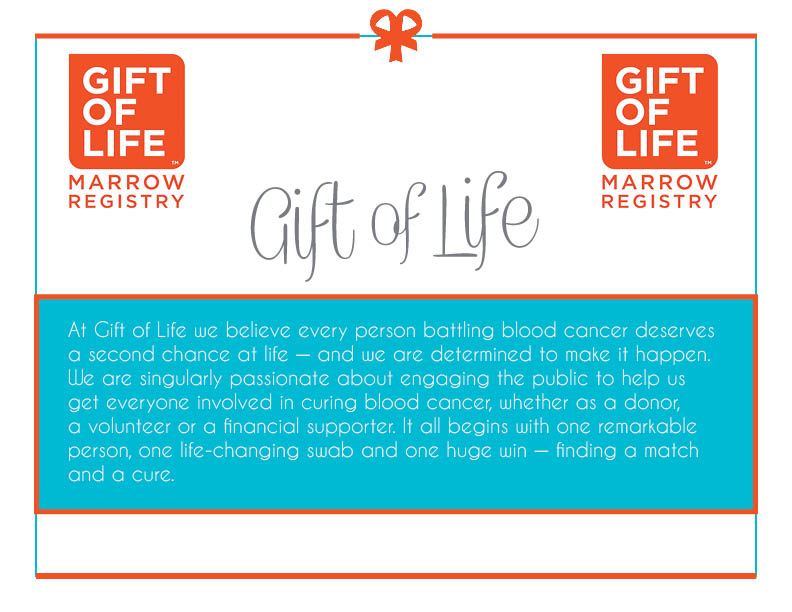 GIFT
OF
LIFE™
MARROW
REGISTRY
GIFT
OF
LIFE™
MARROW
REGISTRY
Gift of Life
At Gift of Life we believe every person battling blood cancer deserves
a second chance at life — and we are determined to make it happen.
We are singularly passionate about engaging the public to help us
get everyone involved in curing blood cancer, whether as a donor,
a volunteer or a financial supporter. It all begins with one remarkable
person, one life-changing swab and one huge win — finding a match
and a cure.